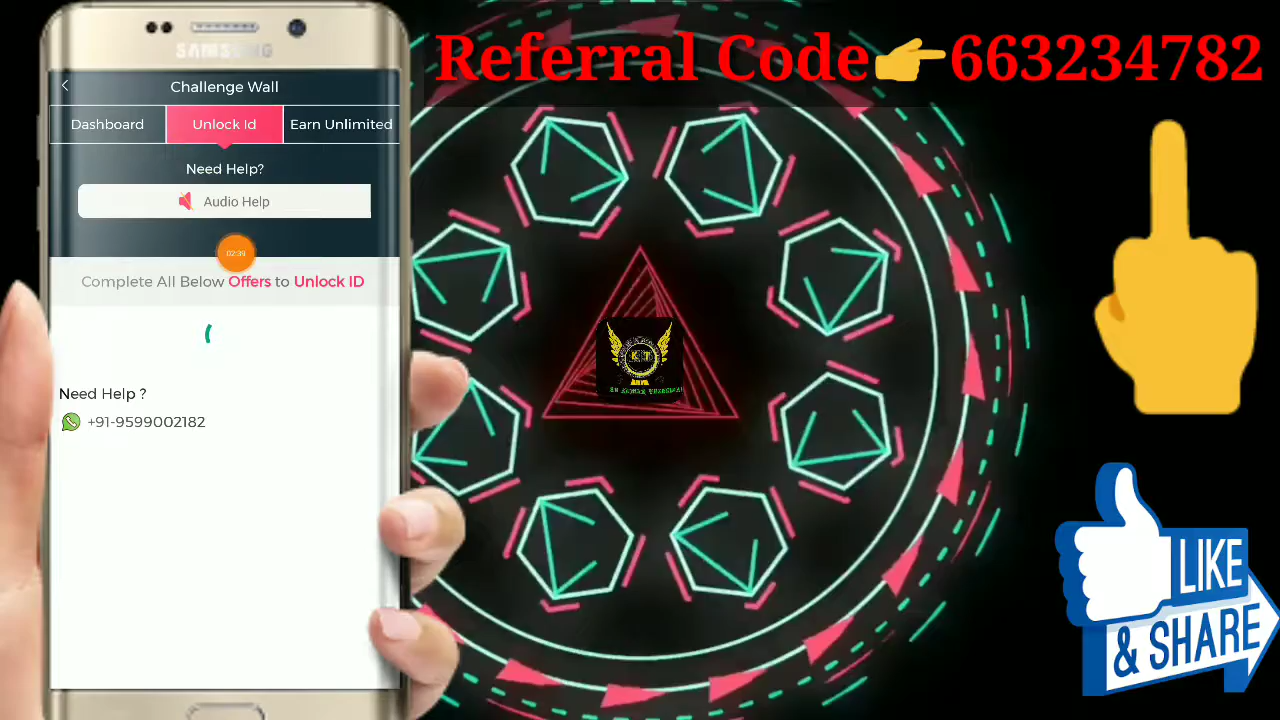 Referral Code👉663234782
SAMSUNG
Challenge Wall
Dashboard
Unlock Id
Earn Unlimited
Need Help?
Audio Help
02:39
Complete All Below Offers to Unlock ID
Need Help ?
+91-9599002182
LIKE
& SHARE